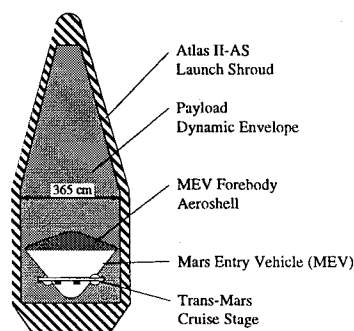 Atlas II-AS
Launch Shroud
Payload
Dynamic Envelope
365 cm
MEV Forebody
Aeroshell
Mars Entry Vehicle (MEV)
Trans-Mars
Cruise Stage